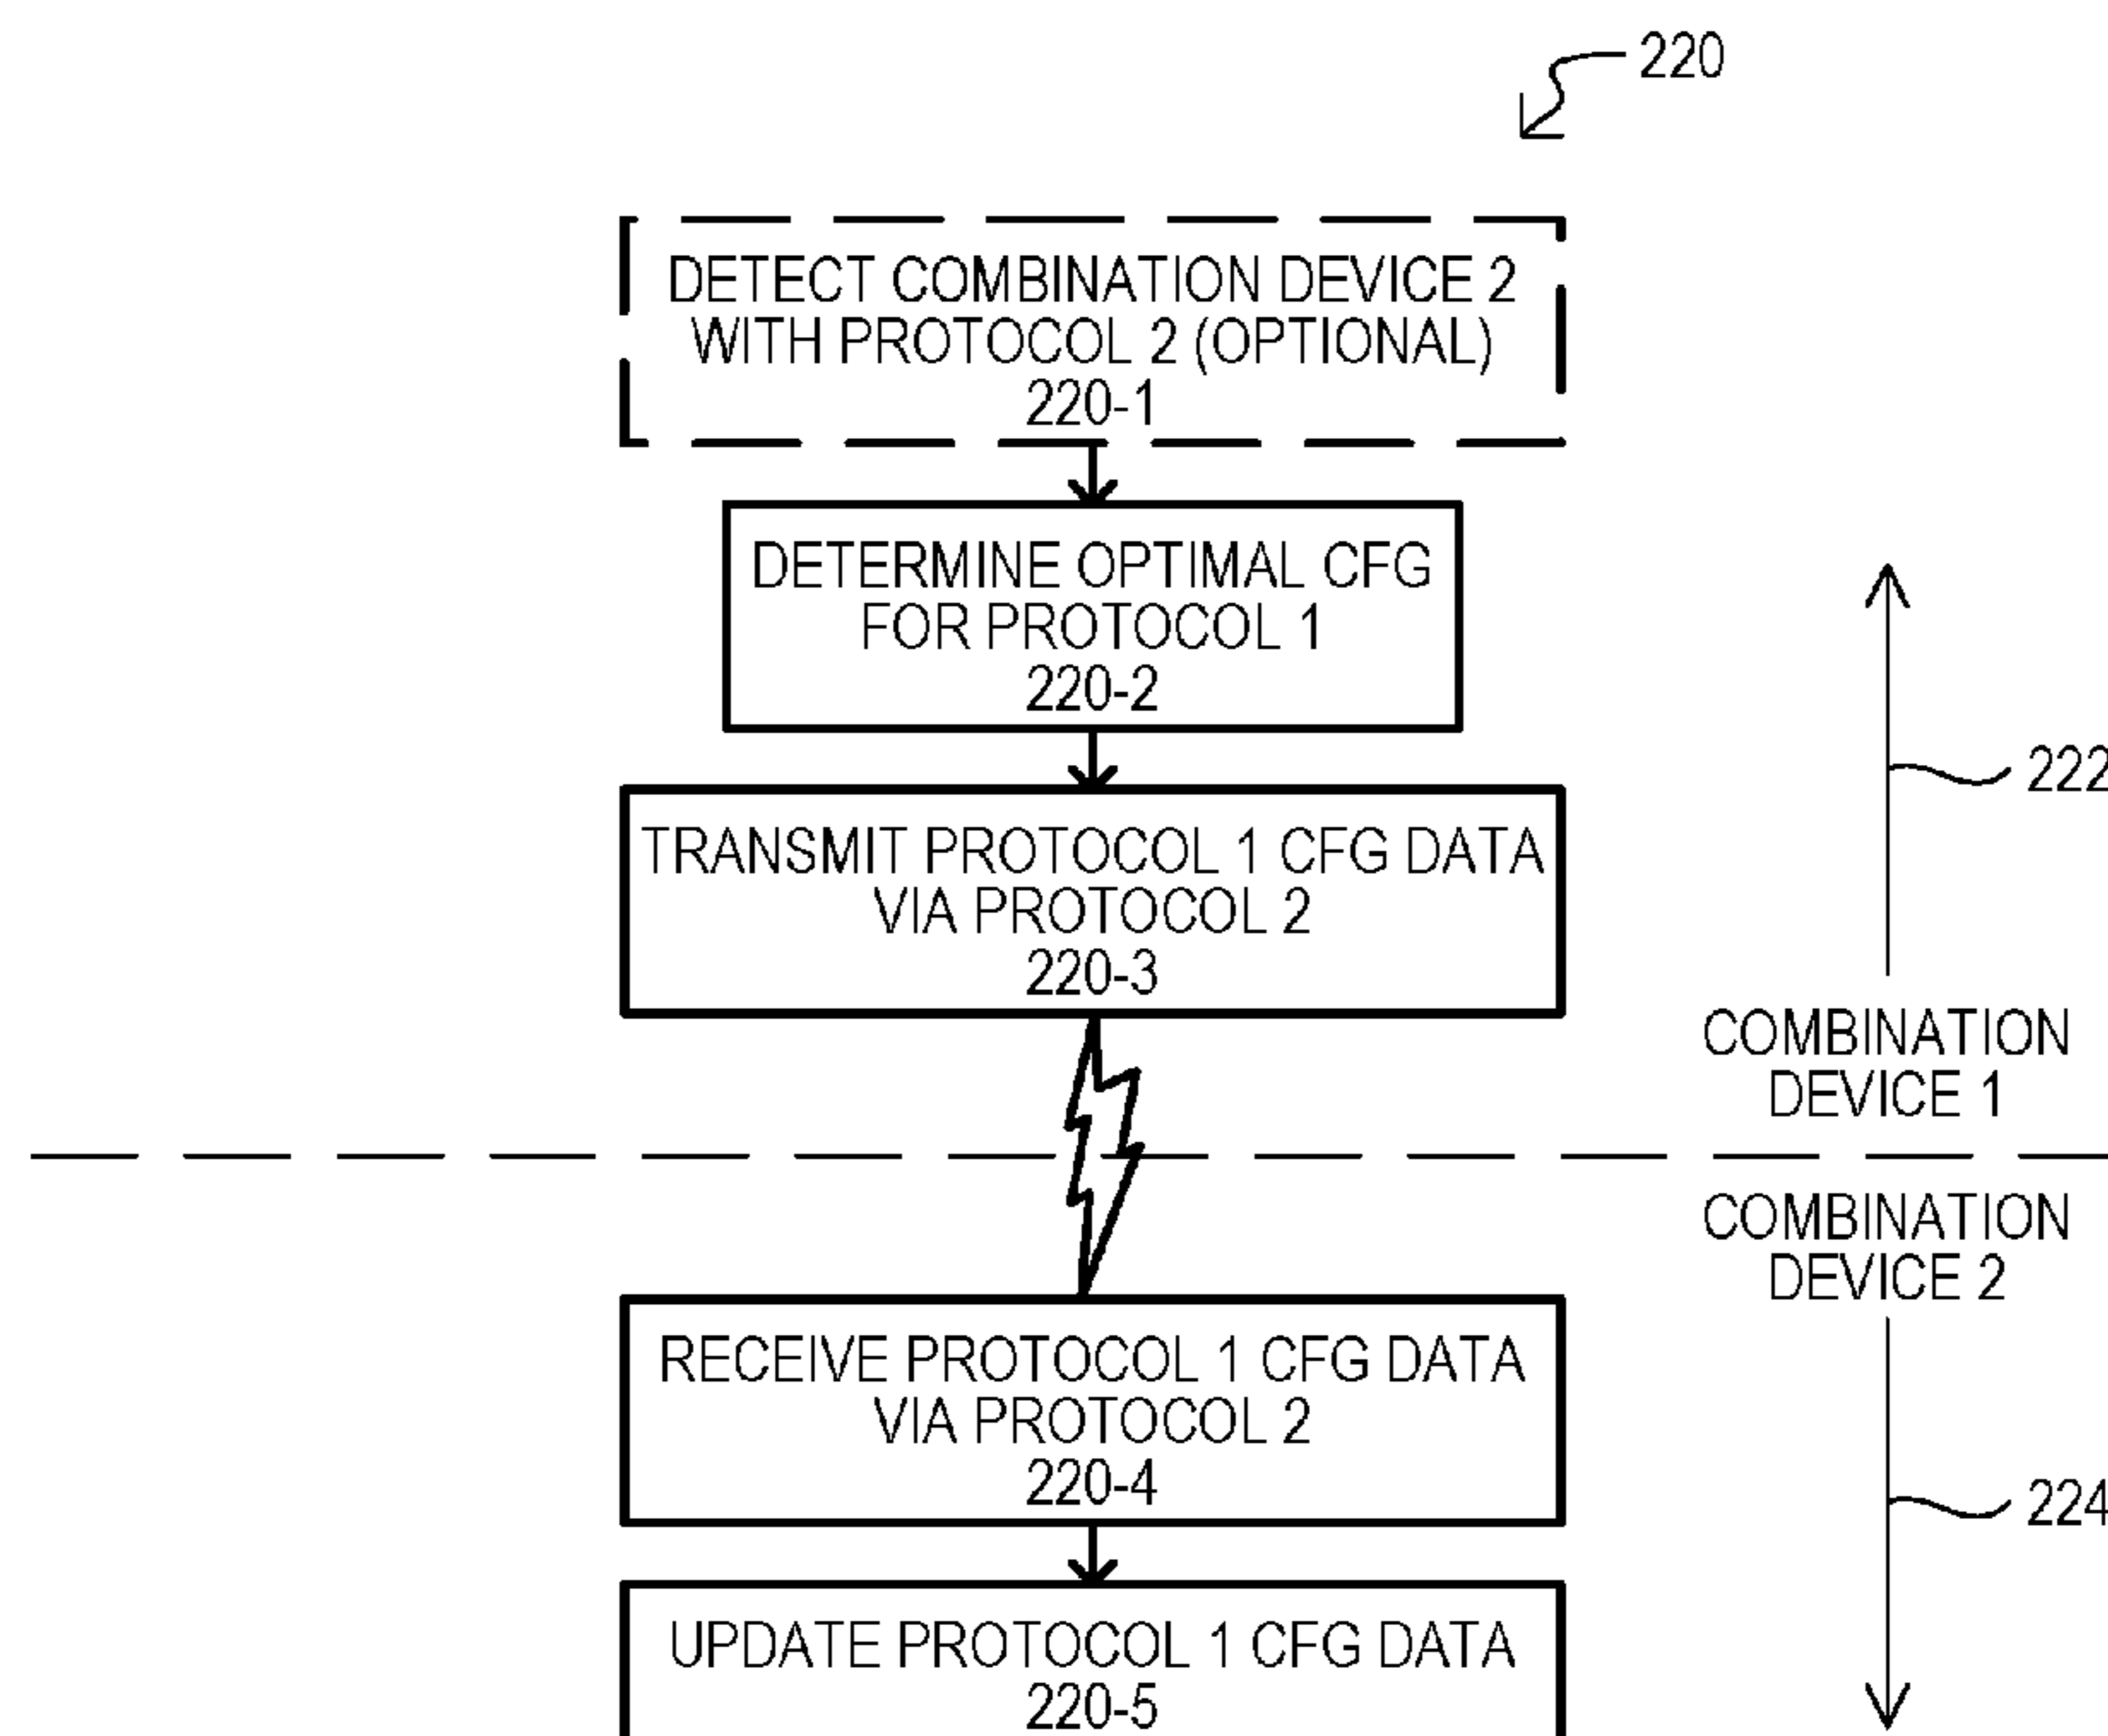 220
DETECT COMBINATION DEVICE 2
WITH PROTOCOL 2 (OPTIONAL)
220-1
DETERMINE OPTIMAL CFG
FOR PROTOCOL 1
220-2
222
TRANSMIT PROTOCOL 1 CFG DATA
VIA PROTOCOL 2
220-3
COMBINATION
DEVICE 1
COMBINATION
DEVICE 2
RECEIVE PROTOCOL 1 CFG DATA
VIA PROTOCOL 2
220-4
224
UPDATE PROTOCOL 1 CFG DATA
220-5